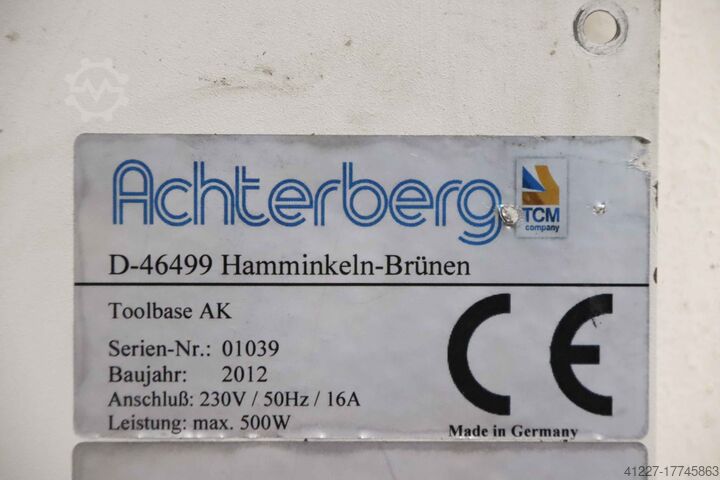 Achterberg
TCM
company
D-46499 Hamminkeln-Brünen
Toolbase AK
Serien-Nr.: 01039
Baujahr: 2012
Anschluß: 230V / 50Hz / 16A
Leistung: max. 500W
CE
Made in Germany
41227-17745863